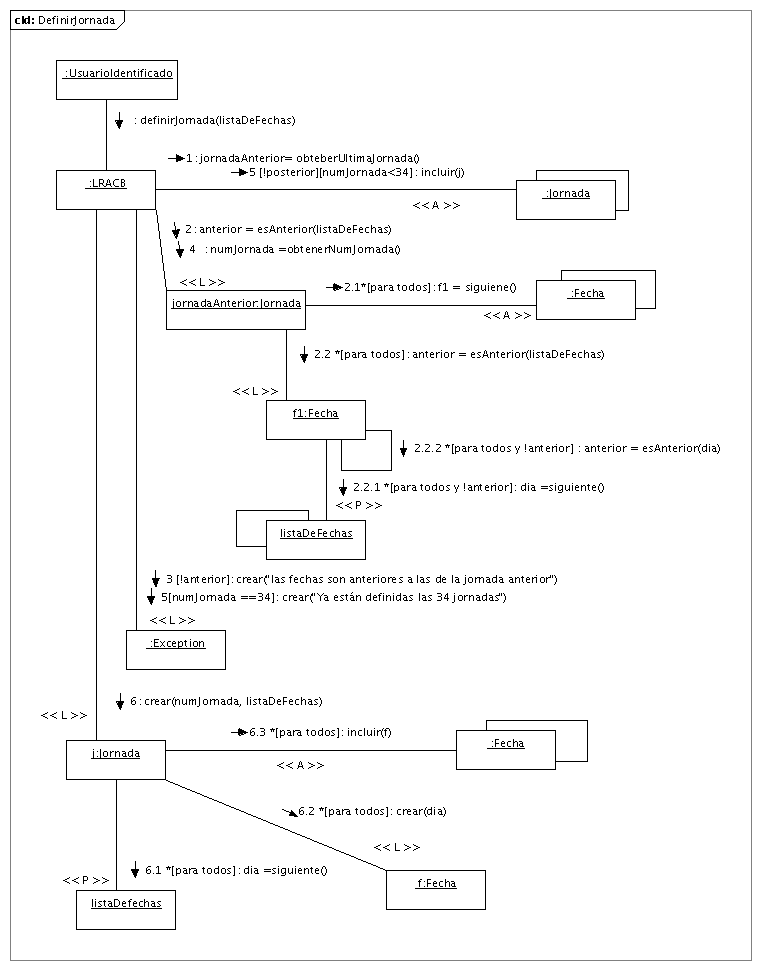 cld: DefinirJornada
:UsuarioIdentificado
: definirJornada(listaDeFechas)
1 : jornadaAnterior= obteberUltimaJornada()
5 [!posterior][numJornada<34] : incluir(j)
:LRACB
:Jornada
<< A >>
2 : anterior = esAnterior(listaDeFechas)
4 : numJornada =obtenerNumJornada()
<< L >>
2.1*[para todos] : f1 = siguiene()
jornadaAnterior:Jornada
:Fecha
<< A >>
2.2 *[para todos] : anterior = esAnterior(listaDeFechas)
<< L >>
f1:Fecha
2.2.2 *[para todos y !anterior] : anterior = esAnterior(dia)
2.2.1 *[para todos y !anterior]: dia =siguiente()
<< P >>
listaDeFechas
3 [!anterior]: crear("las fechas son anteriores a las de la jornada anterior")
5[numJornada ==34]: crear("Ya están definidas las 34 jornadas")
<< L >>
:Exception
6 : crear(numJornada, listaDeFechas)
<< L >>
6.3 *[para todos]: incluir(f)
j:Jornada
:Fecha
<< A >>
6.2 *[para todos]: crear(dia)
<< L >>
6.1 *[para todos]: dia =siguiente()
<< P >>
f:Fecha
listaDefechas